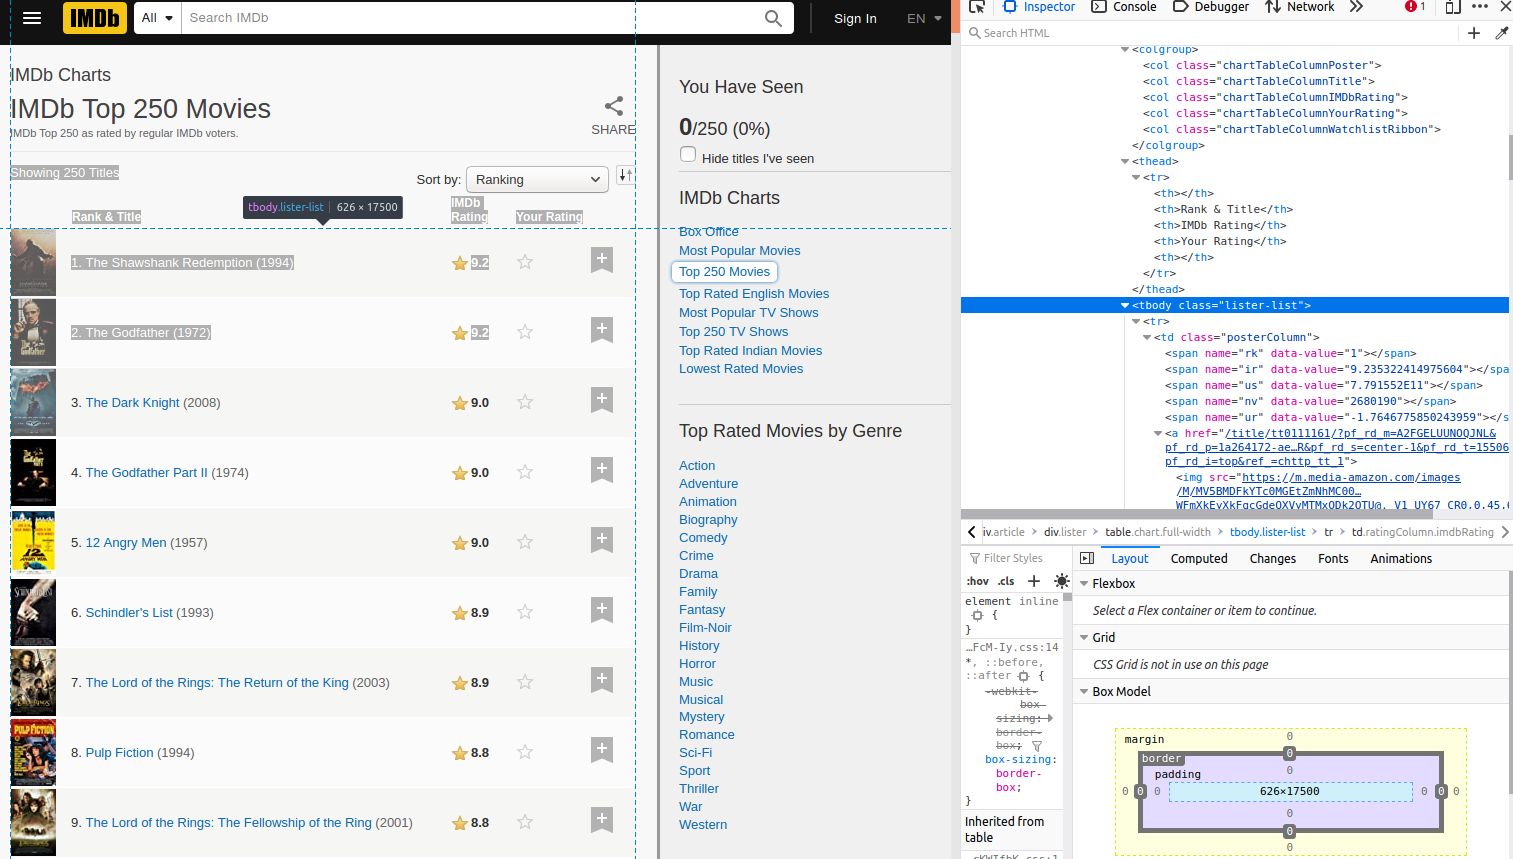 IMDb
All
Search IMDb
Sign In
EN
IMDb Charts
IMDb Top 250 Movies
IMDb Top 250 as rated by regular IMDb voters.
SHARE
Showing 250 Titles
Sort by:
Ranking
tbody.lister-list | 626 × 17500
Rank & Title
IMDb
Rating
Your Rating
1. The Shawshank Redemption (1994)
9.2
2. The Godfather (1972)
9.2
3. The Dark Knight (2008)
9.0
4. The Godfather Part II (1974)
9.0
5. 12 Angry Men (1957)
9.0
6. Schindler's List (1993)
8.9
7. The Lord of the Rings: The Return of the King (2003)
8.9
8. Pulp Fiction (1994)
8.8
9. The Lord of the Rings: The Fellowship of the Ring (2001)
8.8
You Have Seen
0/250 (0%)
Hide titles I've seen
IMDb Charts
Box Office
Most Popular Movies
Top 250 Movies
Top Rated English Movies
Most Popular TV Shows
Top 250 TV Shows
Top Rated Indian Movies
Lowest Rated Movies
Top Rated Movies by Genre
Action
Adventure
Animation
Biography
Comedy
Crime
Drama
Family
Fantasy
Film-Noir
History
Horror
Music
Musical
Mystery
Romance
Sci-Fi
Sport
Thriller
War
Western
Inspector
Console
Debugger
Network
1
Search HTML
<colgroup>
<col class="chartTableColumnPoster">
<col class="chartTableColumnTitle">
<col class="chartTableColumnIMDbRating">
<col class="chartTableColumnYourRating">
<col class="chartTableColumnWatchlistRibbon">
</colgroup>
<thead>
<tr>
<th></th>
<th>Rank & Title</th>
<th>IMDb Rating</th>
<th>Your Rating</th>
<th></th>
</tr>
</thead>
<tbody class="lister-list">
<tr>
<td class="posterColumn">
<span name="rk" data-value="1"></span>
<span name="ir" data-value="9.235322414975604"></spa
<span name="us" data-value="7.791552E11"></span>
<span name="nv" data-value="2680190"></span>
<span name="ur" data-value="-1.7646775850243959"></s
<a href="/title/tt0111161/?pf_rd_m=A2FGELUUNOQJNL&
pf_rd_p=1a264172-ae…R&pf_rd_s=center-1&pf_rd_t=15506
pf_rd_i=top&ref_=chttp_tt_1">
<img src="https://m.media-amazon.com/images
/M/MV5BMDFkYTc0MGEtZmNhMC00…
WFmXkEyXkFqcGdeQXVyMTMxODk2OTU@._V1_UY67_CR0,0,45,6
iv.article
div.lister
table.chart.full-width
tbody.lister-list
tr
td.ratingColumn.imdbRating
Filter Styles
Layout
Computed
Changes
Fonts
Animations
:hov .cls
element {
inline
}
…FcM-Iy.css:14
*, ::before,
::after {
-webkit-
box-
sizing:
border-
box;
box-sizing:
border-
box;
}
Inherited from
table
Flexbox
Select a Flex container or item to continue.
Grid
CSS Grid is not in use on this page
Box Model
margin
0
border
0
padding
0
0 0 0
626×17500
0 0 0
0
0
0